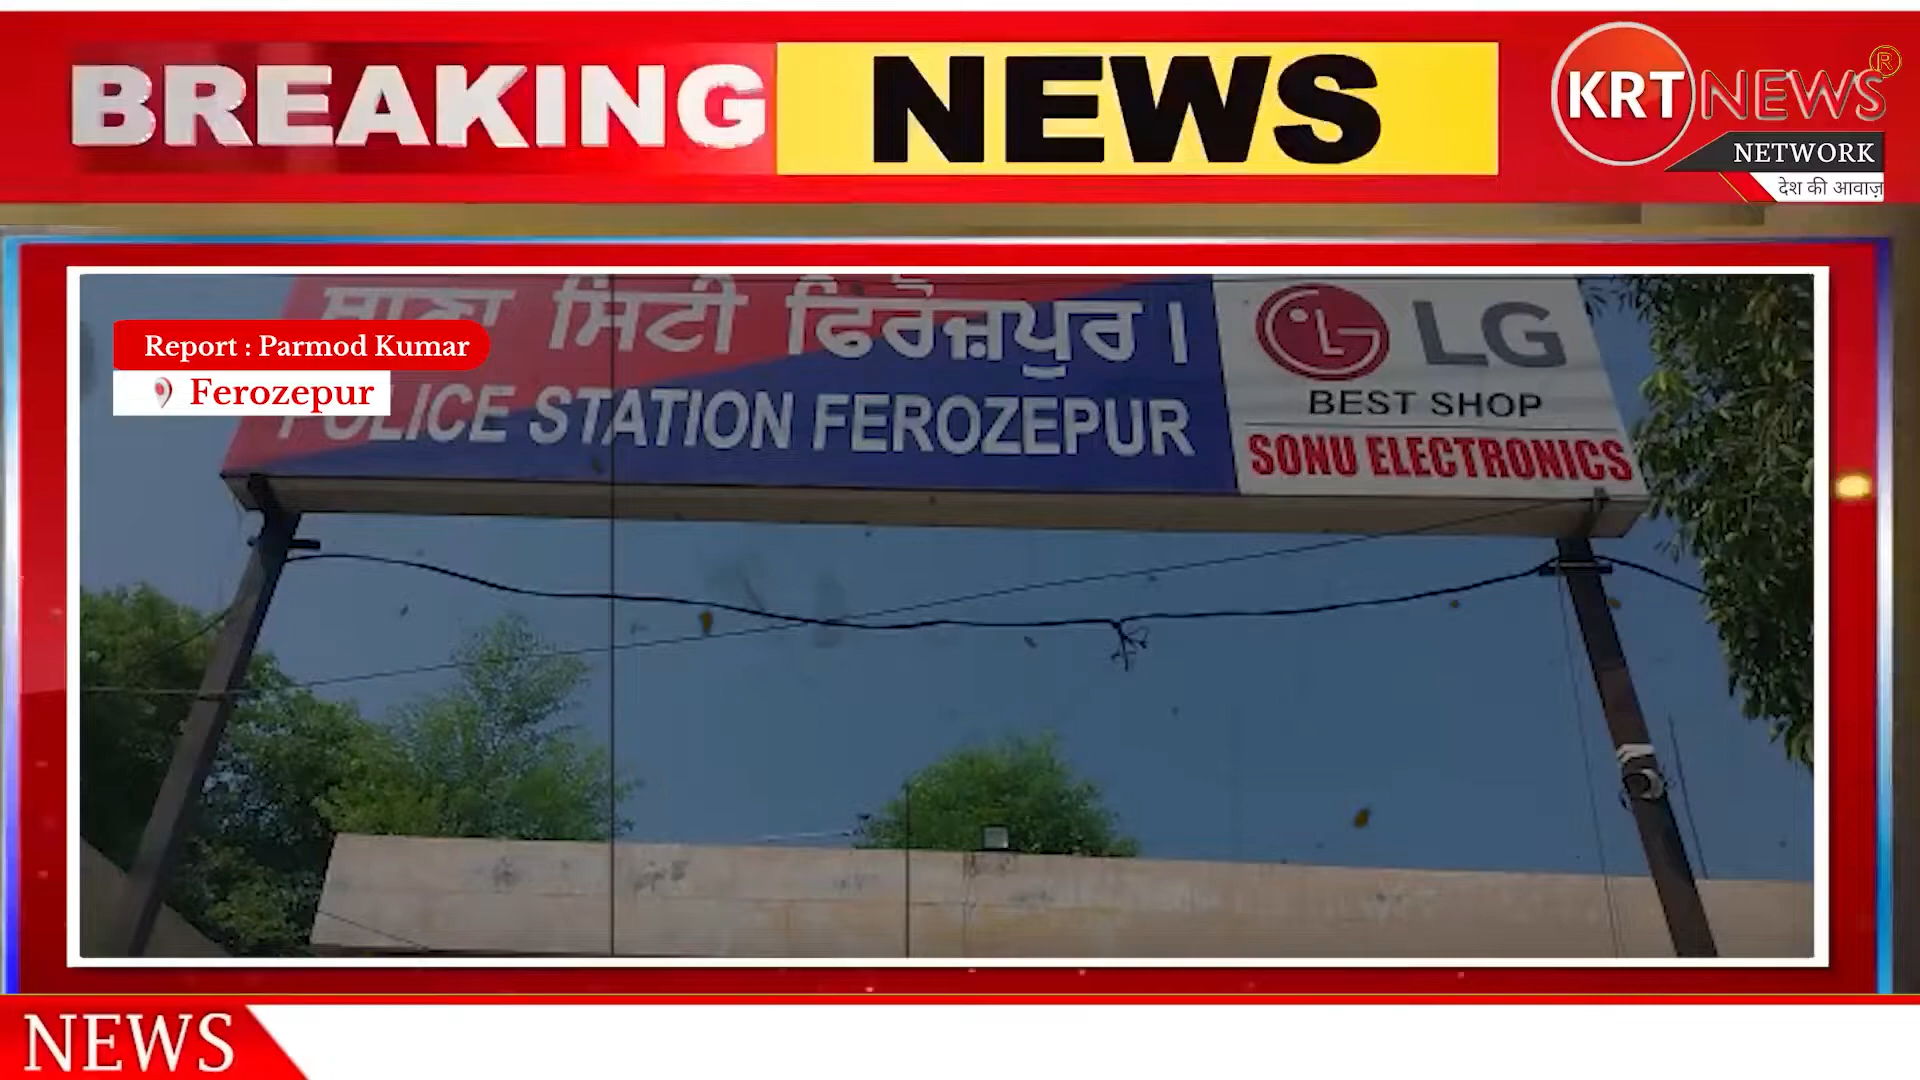 BREAKING NEWS
KRT NEWS®
NETWORK
देश की आवाज़
Report : Parmod Kumar
Ferozepur
ਥਾਣਾ ਸਿਟੀ ਫਿਰੋਜ਼ਪੁਰ।
POLICE STATION FEROZEPUR
LG
BEST SHOP
SONU ELECTRONICS
NEWS